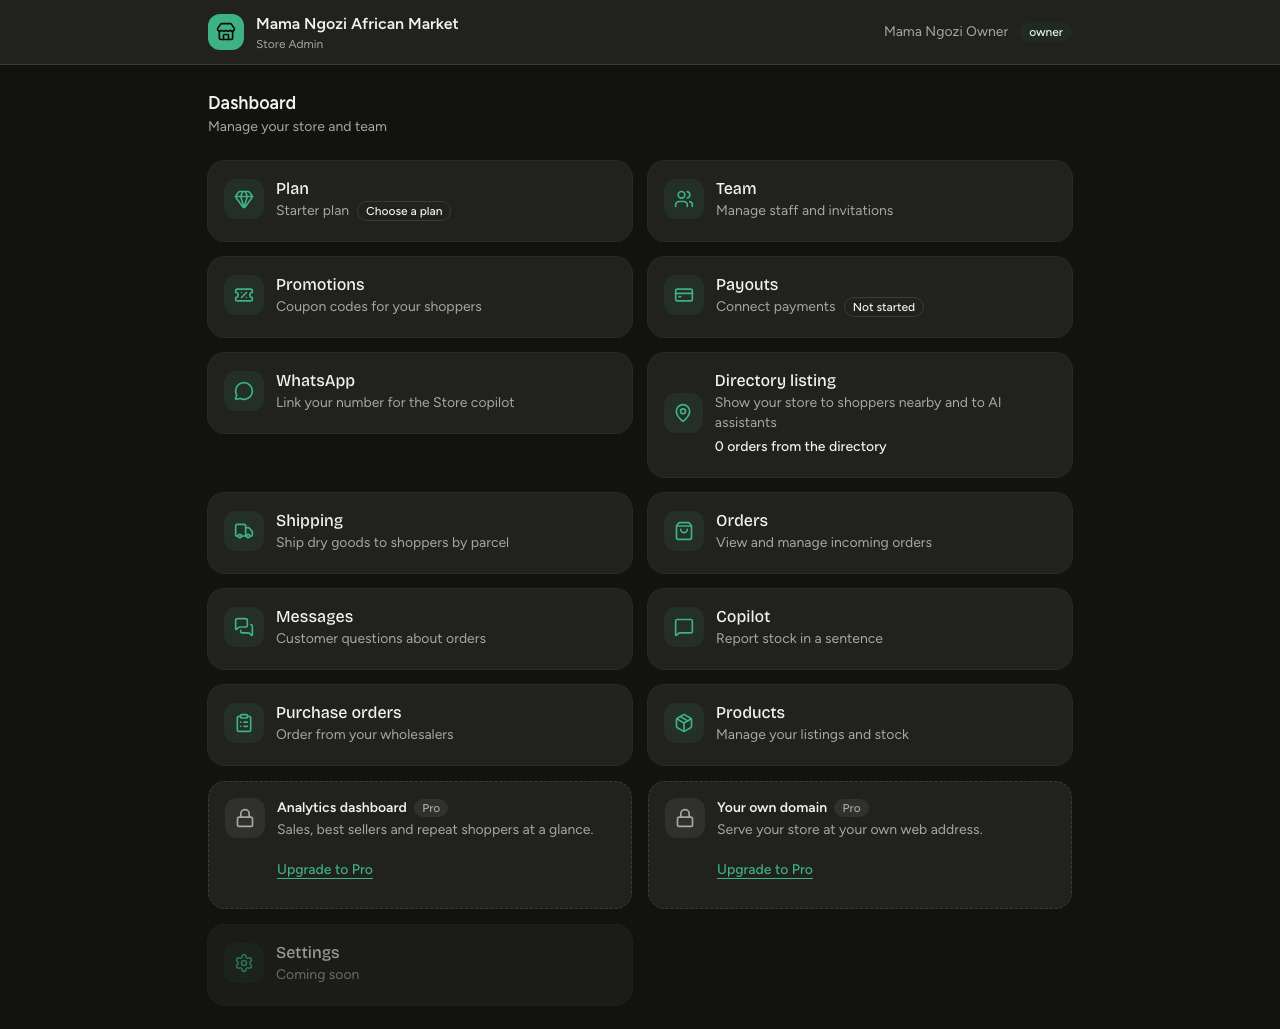 Mama Ngozi African Market
Store Admin
Mama Ngozi Owner owner
Dashboard
Manage your store and team
Plan
Starter plan Choose a plan
Team
Manage staff and invitations
Promotions
Coupon codes for your shoppers
Payouts
Connect payments Not started
WhatsApp
Link your number for the Store copilot
Directory listing
Show your store to shoppers nearby and to AI
assistants
0 orders from the directory
Shipping
Ship dry goods to shoppers by parcel
Orders
View and manage incoming orders
Messages
Customer questions about orders
Copilot
Report stock in a sentence
Purchase orders
Order from your wholesalers
Products
Manage your listings and stock
Analytics dashboard Pro
Sales, best sellers and repeat shoppers at a glance.
Upgrade to Pro
Your own domain Pro
Serve your store at your own web address.
Upgrade to Pro
Settings
Coming soon